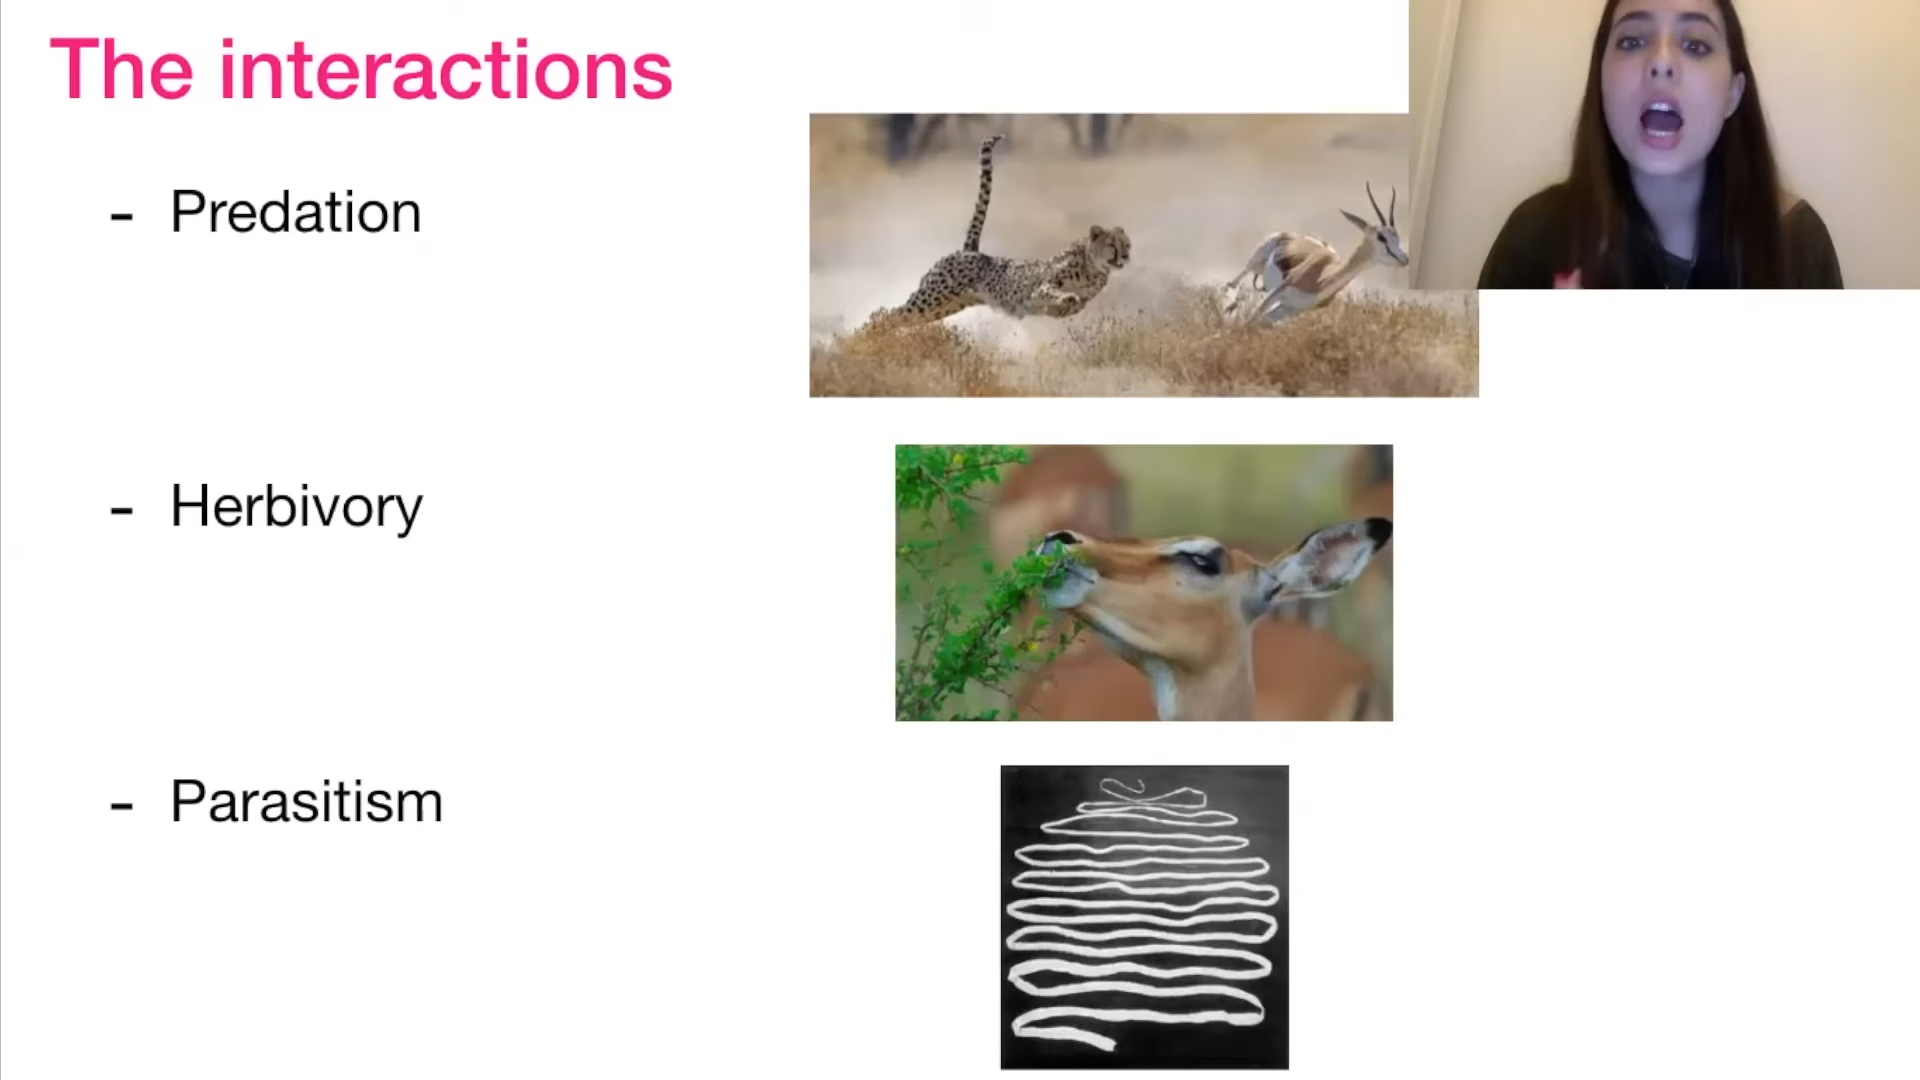 The interactions
- Predation
- Herbivory
- Parasitism